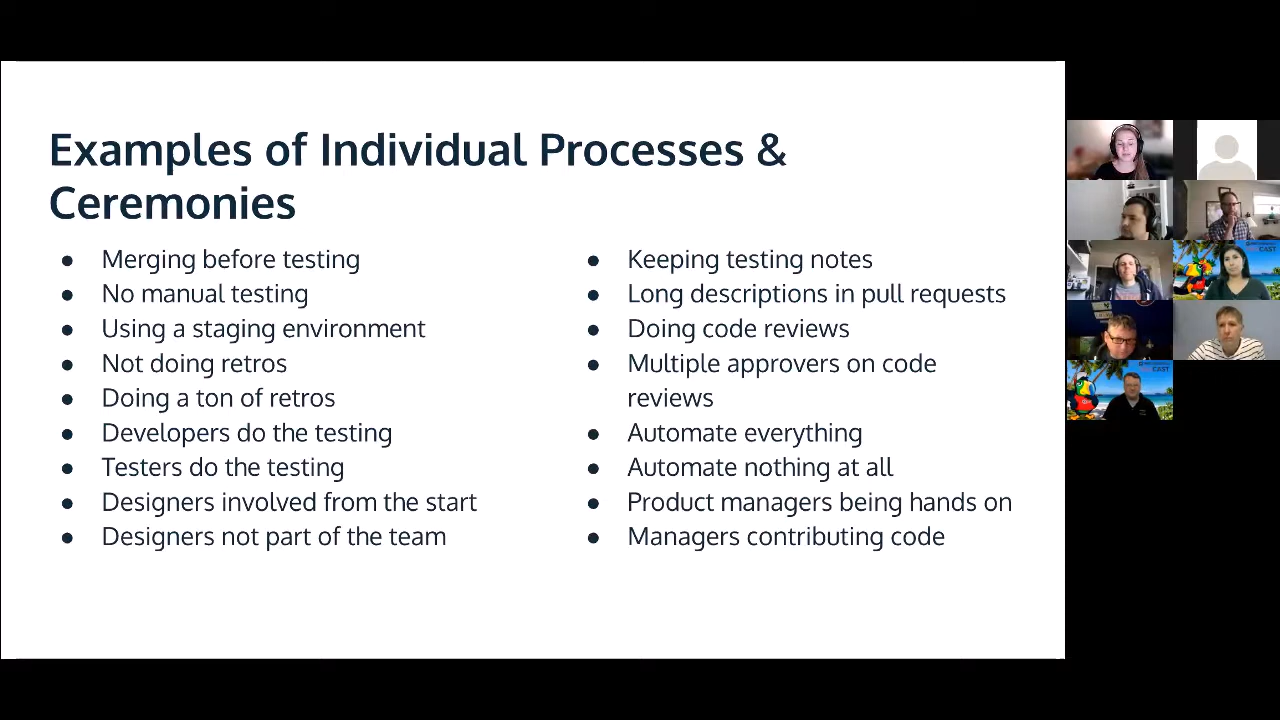 Examples of Individual Processes &
Ceremonies
● Merging before testing
● No manual testing
● Using a staging environment
● Not doing retros
● Doing a ton of retros
● Developers do the testing
● Testers do the testing
● Designers involved from the start
● Designers not part of the team
● Keeping testing notes
● Long descriptions in pull requests
● Doing code reviews
● Multiple approvers on code
reviews
● Automate everything
● Automate nothing at all
● Product managers being hands on
● Managers contributing code
CAST
CAST